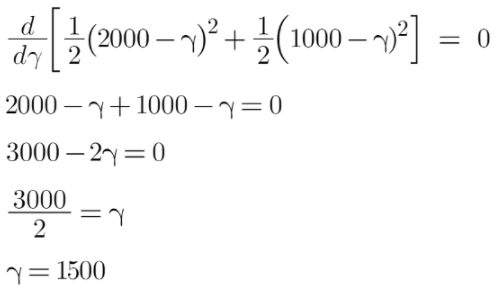 d/dγ [ 1/2 (2000 − γ)² + 1/2 (1000 − γ)² ] = 0
2000 − γ + 1000 − γ = 0
3000 − 2γ = 0
3000/2 = γ
γ = 1500